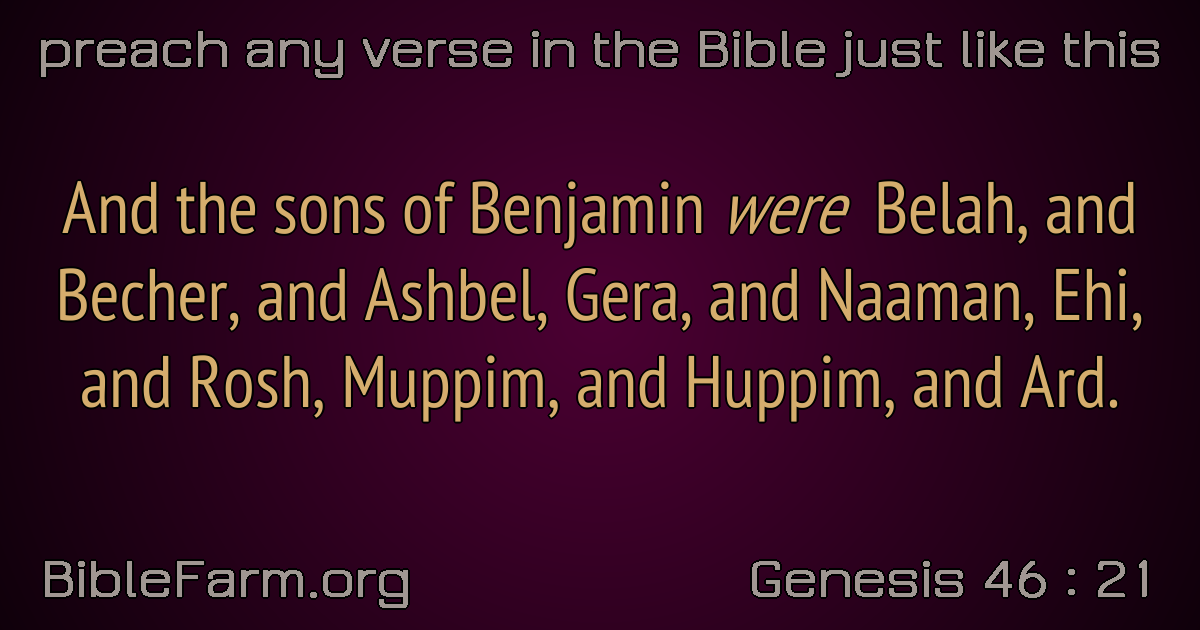 preach any verse in the Bible just like this
And the sons of Benjamin were Belah, and
Becher, and Ashbel, Gera, and Naaman, Ehi,
and Rosh, Muppim, and Huppim, and Ard.
BibleFarm.org
Genesis 46 : 21